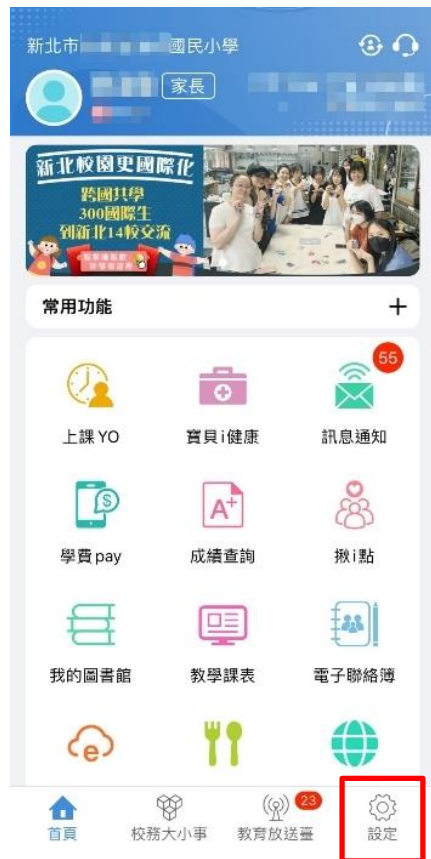 新北市
國民小學
家長
新北校園更國際化
跨國共學
300國際生
到新北14校交流
常用功能
+
55
上課 YO
寶貝 i 健康
訊息通知
$
A+
學費 pay
成績查詢
揪 i 點
我的圖書館
教學課表
電子聯絡簿
e
23
首頁
校務大小事
教育放送臺
設定